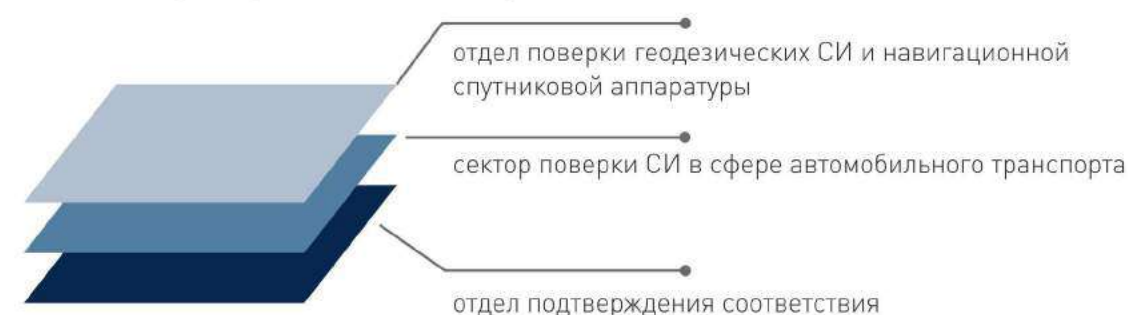 отдел поверки геодезических СИ и навигационной
спутниковой аппаратуры
сектор поверки СИ в сфере автомобильного транспорта
отдел подтверждения соответствия